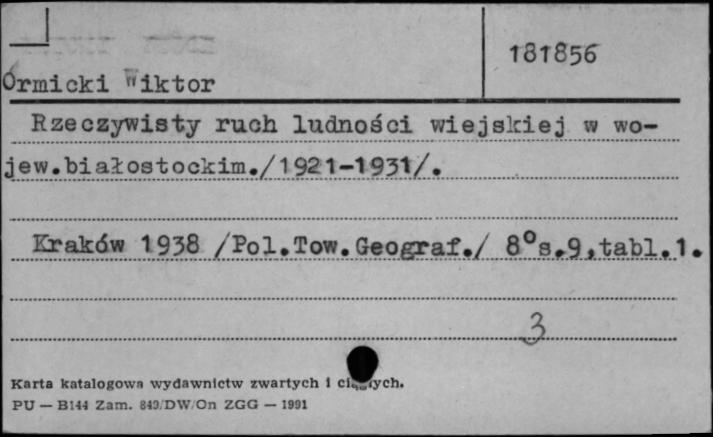 181856
Ormicki Wiktor
Rzeczywisty ruch ludności wiejskiej w wo-
jew.białostockim./1921-1931/.
Kraków 1938 /Pol.Tow.Geograf./ 8°s.9,tabl.1.
3
Karta katalogowa wydawnictw zwartych i ciągłych.
PU — B144 Zam. 849/DW/On ZGG — 1991